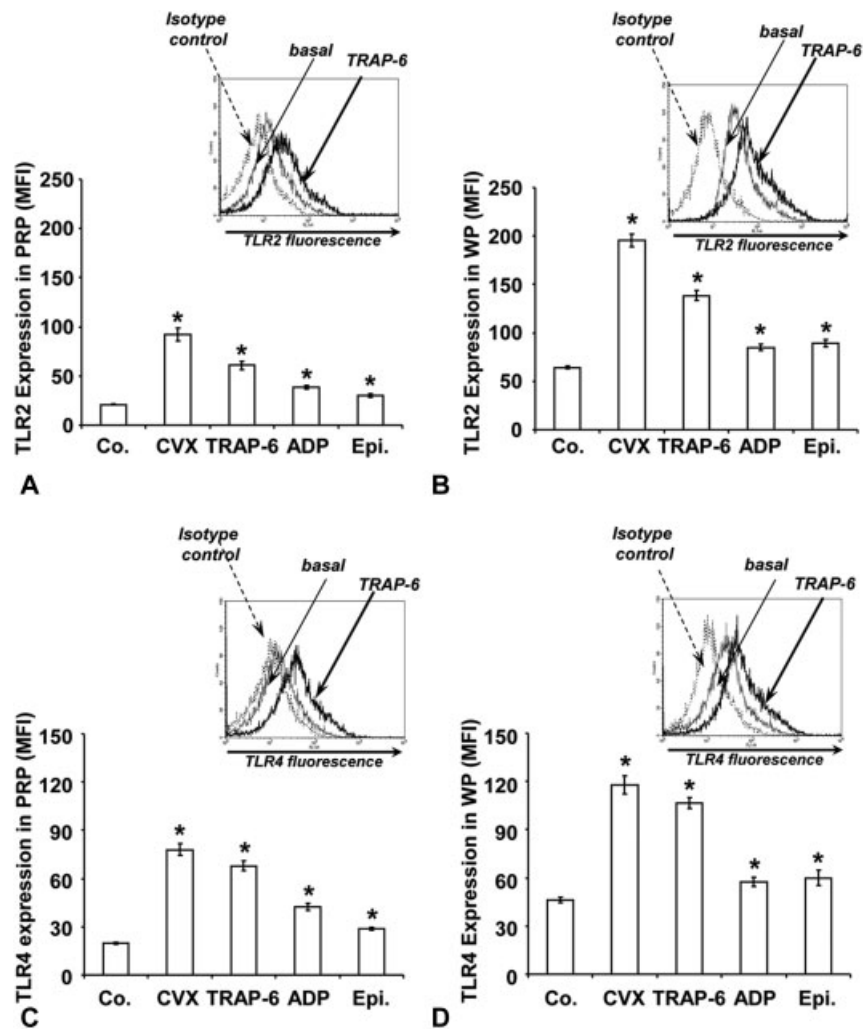 Isotype
control
basal
TRAP-6
TLR2 fluorescence
TLR2 Expression in PRP (MFI)
250
200
150
100
50
0
*
*
*
*
Co. CVX TRAP-6 ADP Epi.
A
Isotype
control
basal
TRAP-6
TLR2 fluorescence
TLR2 Expression in WP (MFI)
250
200
150
100
50
0
*
*
*
*
Co. CVX TRAP-6 ADP Epi.
B
Isotype
control
basal
TRAP-6
TLR4 fluorescence
TLR4 expression in PRP (MFI)
150
120
90
60
30
0
*
*
*
*
Co. CVX TRAP-6 ADP Epi.
C
Isotype
control
basal
TRAP-6
TLR4 fluorescence
TLR4 Expression in WP (MFI)
150
120
90
60
30
0
*
*
*
*
Co. CVX TRAP-6 ADP Epi.
D